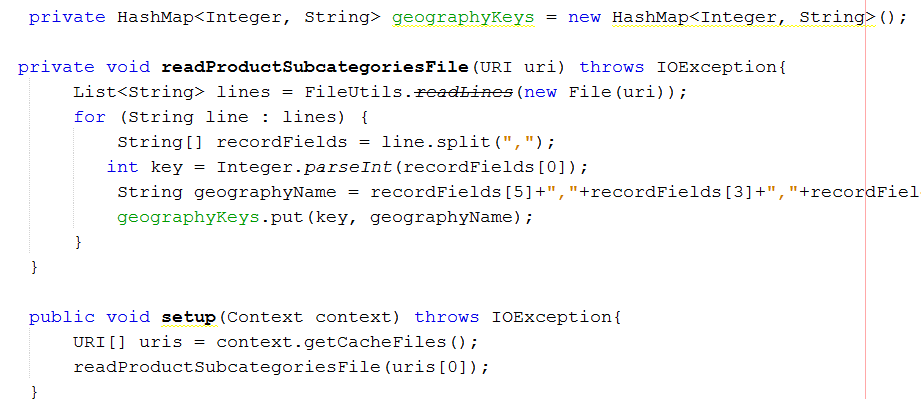 private HashMap<Integer, String> geographyKeys = new HashMap<Integer, String>();
private void readProductSubcategoriesFile(URI uri) throws IOException{
List<String> lines = FileUtils.readLines(new File(uri));
for (String line : lines) {
String[] recordFields = line.split(",");
int key = Integer.parseInt(recordFields[0]);
String geographyName = recordFields[5]+","+recordFields[3]+","+recordFiel
geographyKeys.put(key, geographyName);
}
}
public void setup(Context context) throws IOException{
URI[] uris = context.getCacheFiles();
readProductSubcategoriesFile(uris[0]);
}